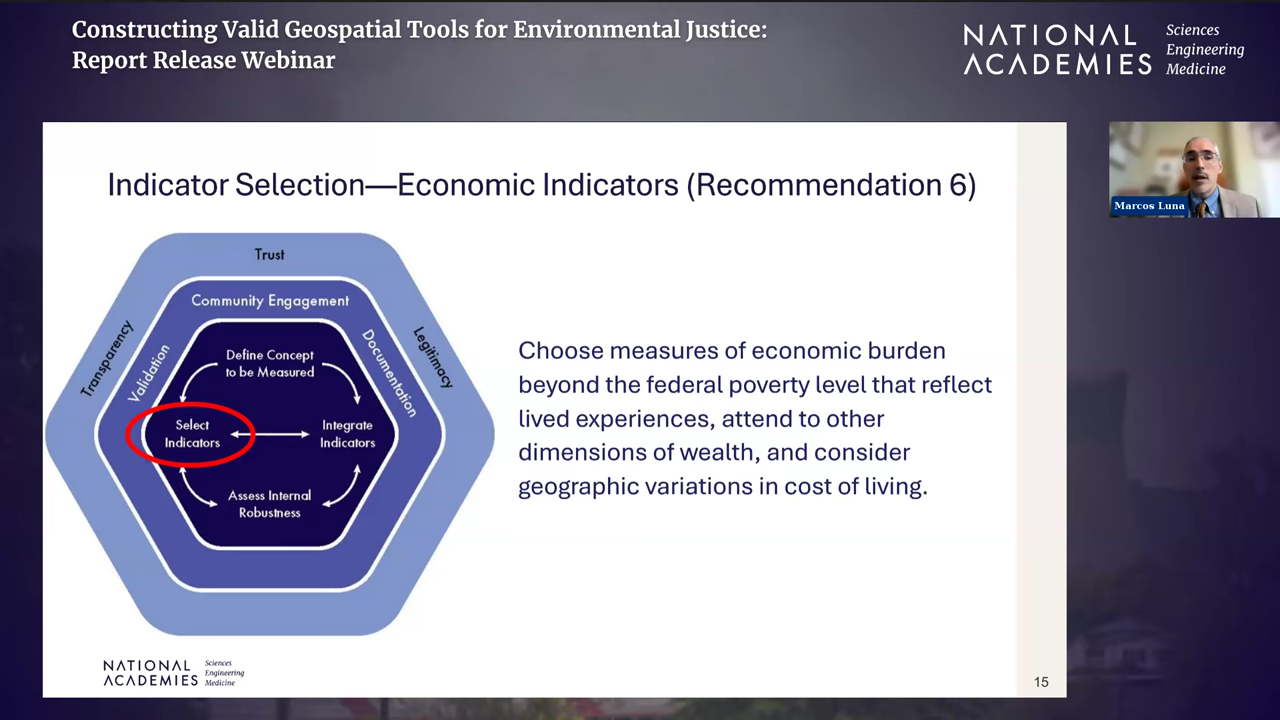 Constructing Valid Geospatial Tools for Environmental Justice:
Report Release Webinar
NATIONAL
ACADEMIES
Sciences
Engineering
Medicine
Marcos Luna
Indicator Selection—Economic Indicators (Recommendation 6)
Trust
Transparency
Legitimacy
Community Engagement
Validation
Documentation
Define Concept
to be Measured
Select
Indicators
Integrate
Indicators
Assess Internal
Robustness
Choose measures of economic burden
beyond the federal poverty level that reflect
lived experiences, attend to other
dimensions of wealth, and consider
geographic variations in cost of living.
NATIONAL
ACADEMIES
Sciences
Engineering
Medicine
15